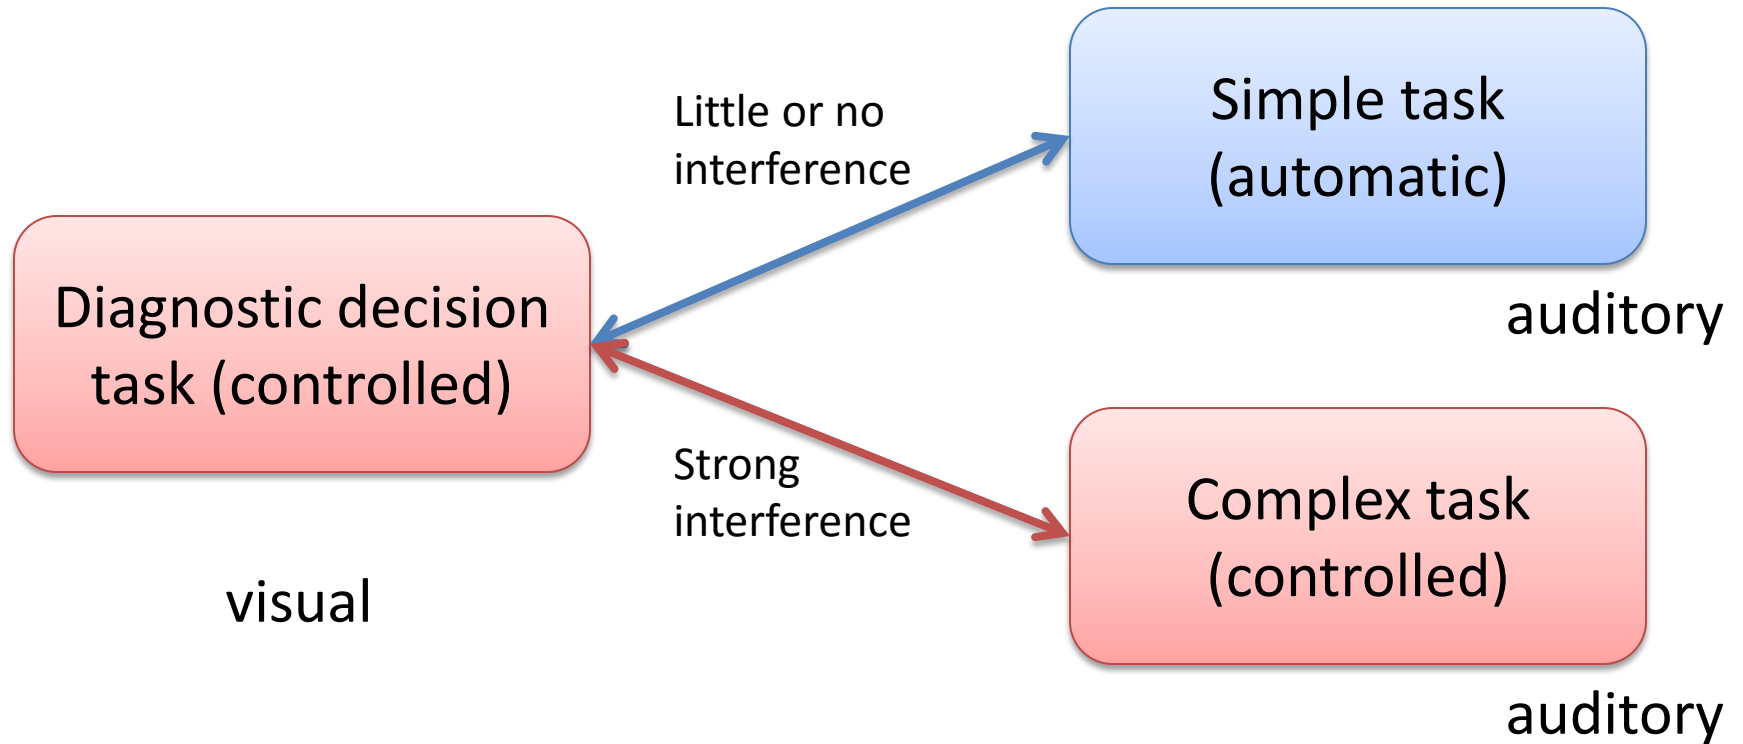 Little or no
interference
Simple task
(automatic)
auditory
Diagnostic decision
task (controlled)
visual
Strong
interference
Complex task
(controlled)
auditory